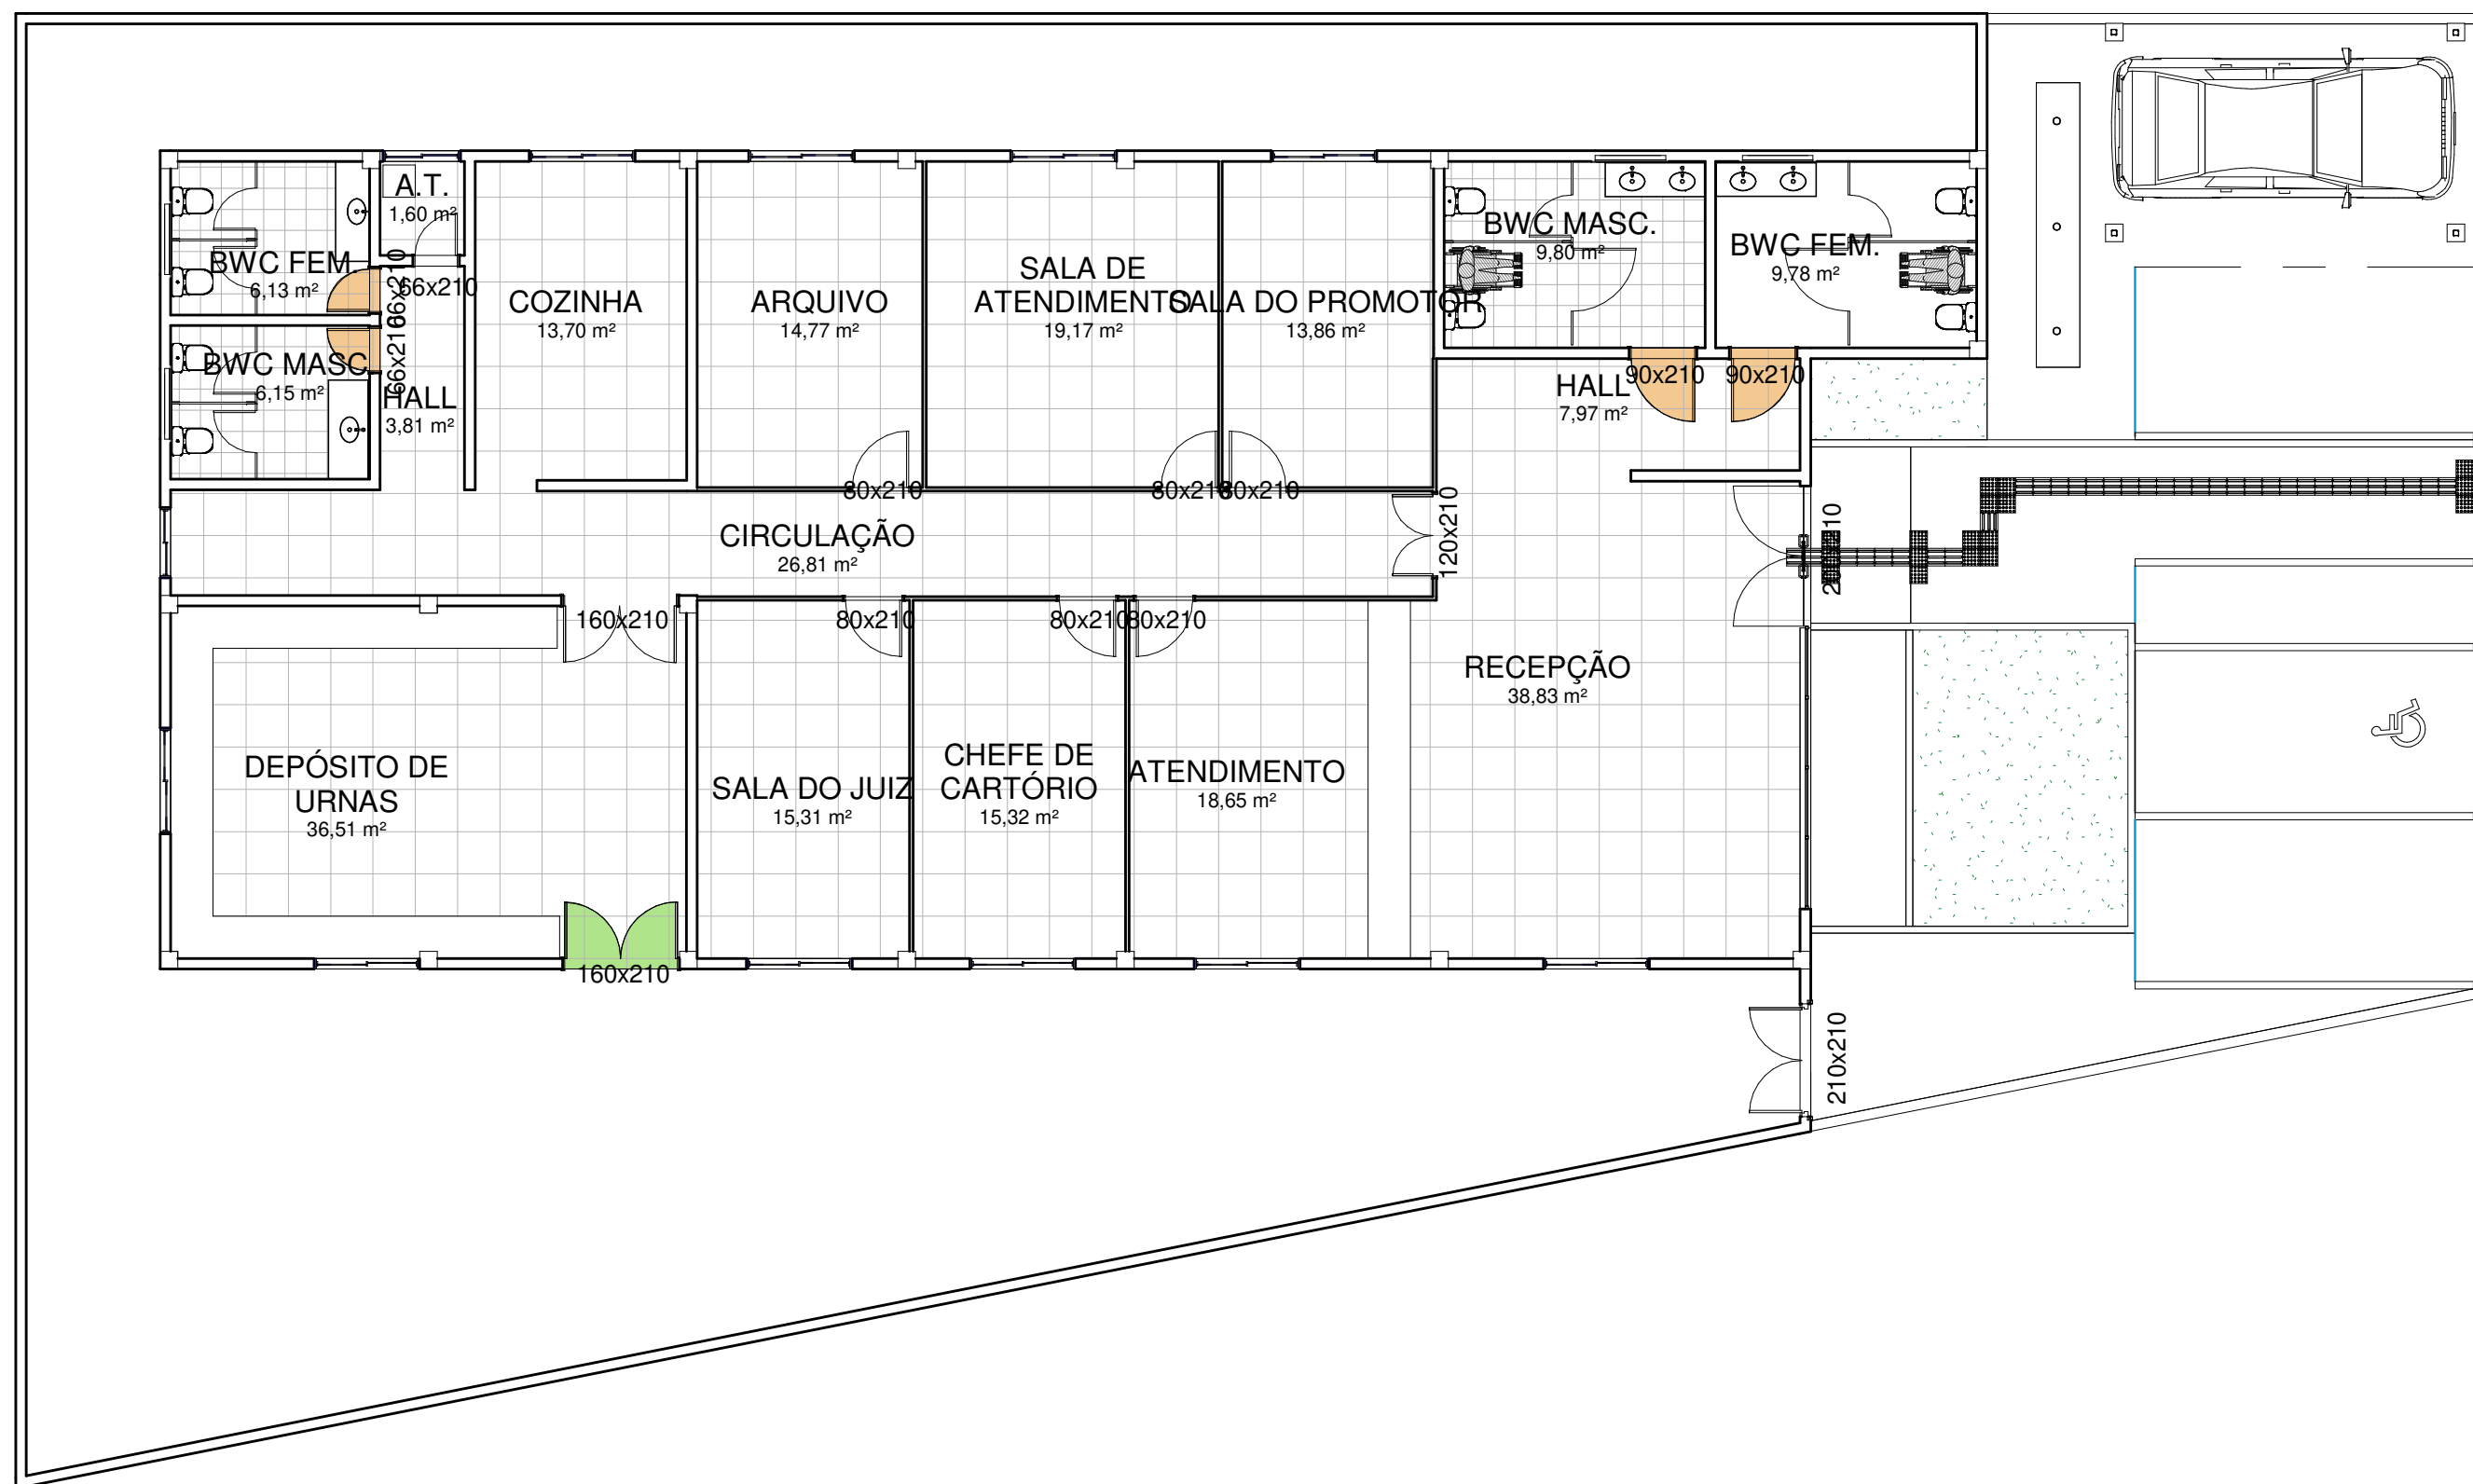 A.T.
1,60 m²
BWC FEM.
6,13 m²
66x210
66x210
66x210
BWC MASC.
6,15 m²
HALL
3,81 m²
COZINHA
13,70 m²
ARQUIVO
14,77 m²
80x210
SALA DE
ATENDIMENTO
19,17 m²
80x210
SALA DO PROMOTOR
13,86 m²
80x210
BWC MASC.
9,80 m²
BWC FEM.
9,78 m²
HALL
7,97 m²
90x210
90x210
CIRCULAÇÃO
26,81 m²
120x210
160x210
80x210
80x210
80x210
RECEPÇÃO
38,83 m²
DEPÓSITO DE
URNAS
36,51 m²
SALA DO JUIZ
15,31 m²
CHEFE DE
CARTÓRIO
15,32 m²
ATENDIMENTO
18,65 m²
160x210
210x210